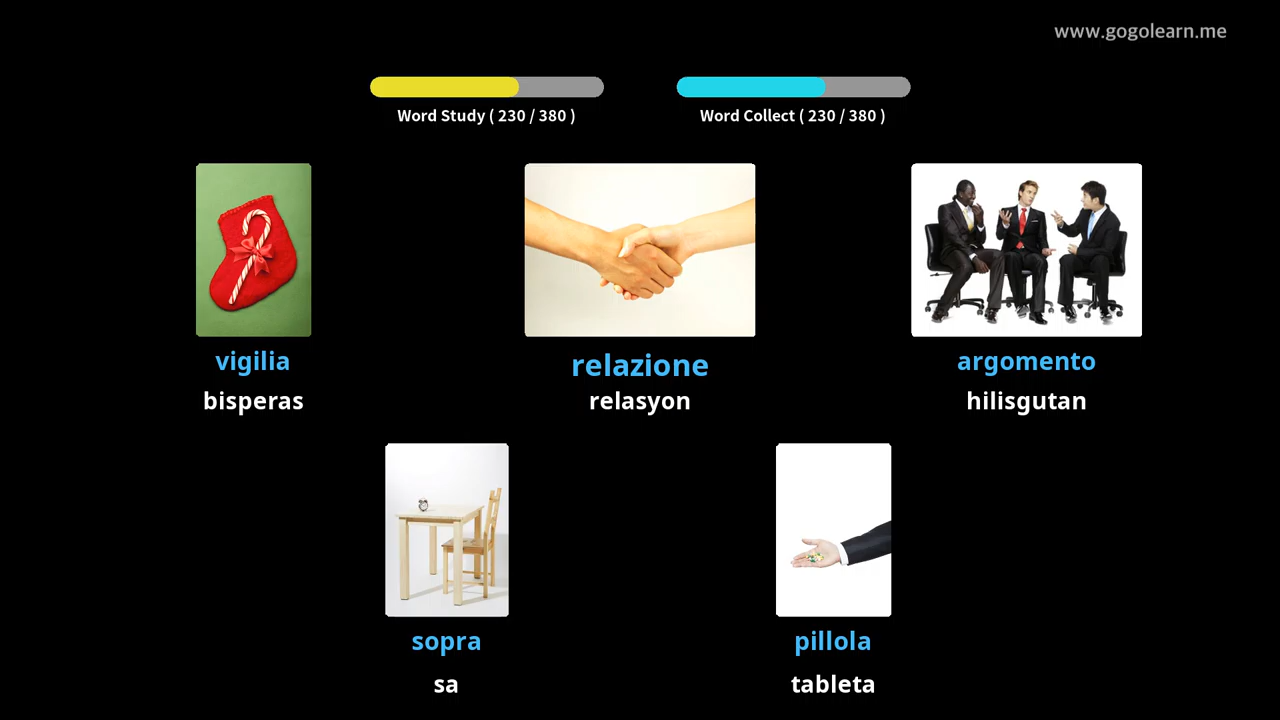 www.gogolearn.me
Word Study ( 230 / 380 )
Word Collect ( 230 / 380 )
vigilia
bisperas
relazione
relasyon
argomento
hilisgutan
sopra
sa
pillola
tableta